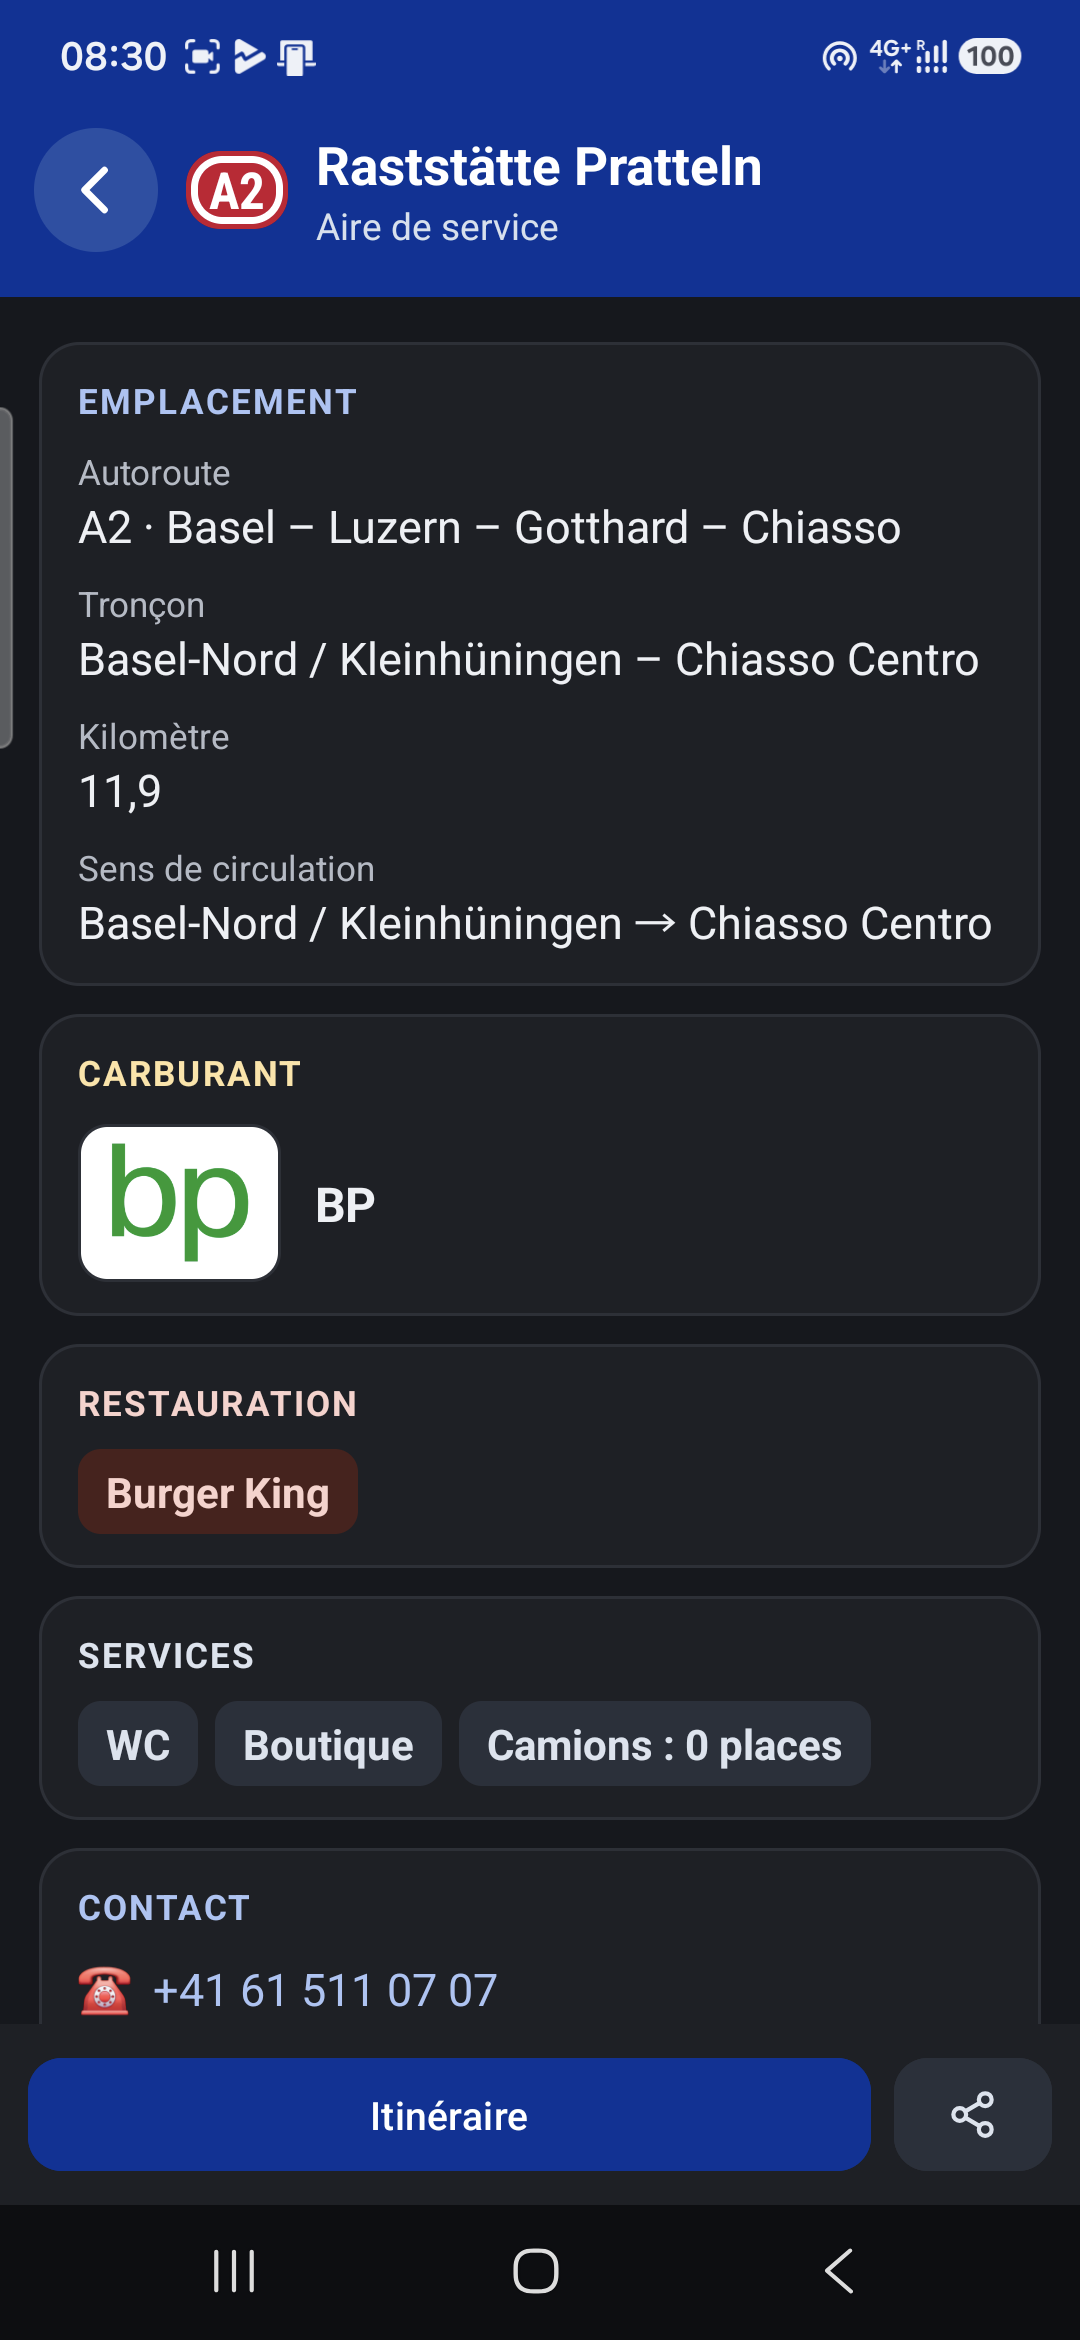 08:30
4G+ R
100
A2
Raststätte Pratteln
Aire de service
EMPLACEMENT
Autoroute
A2 · Basel – Luzern – Gotthard – Chiasso
Tronçon
Basel-Nord / Kleinhüningen – Chiasso Centro
Kilomètre
11,9
Sens de circulation
Basel-Nord / Kleinhüningen → Chiasso Centro
CARBURANT
bp
BP
RESTAURATION
Burger King
SERVICES
WC
Boutique
Camions : 0 places
CONTACT
+41 61 511 07 07
Itinéraire